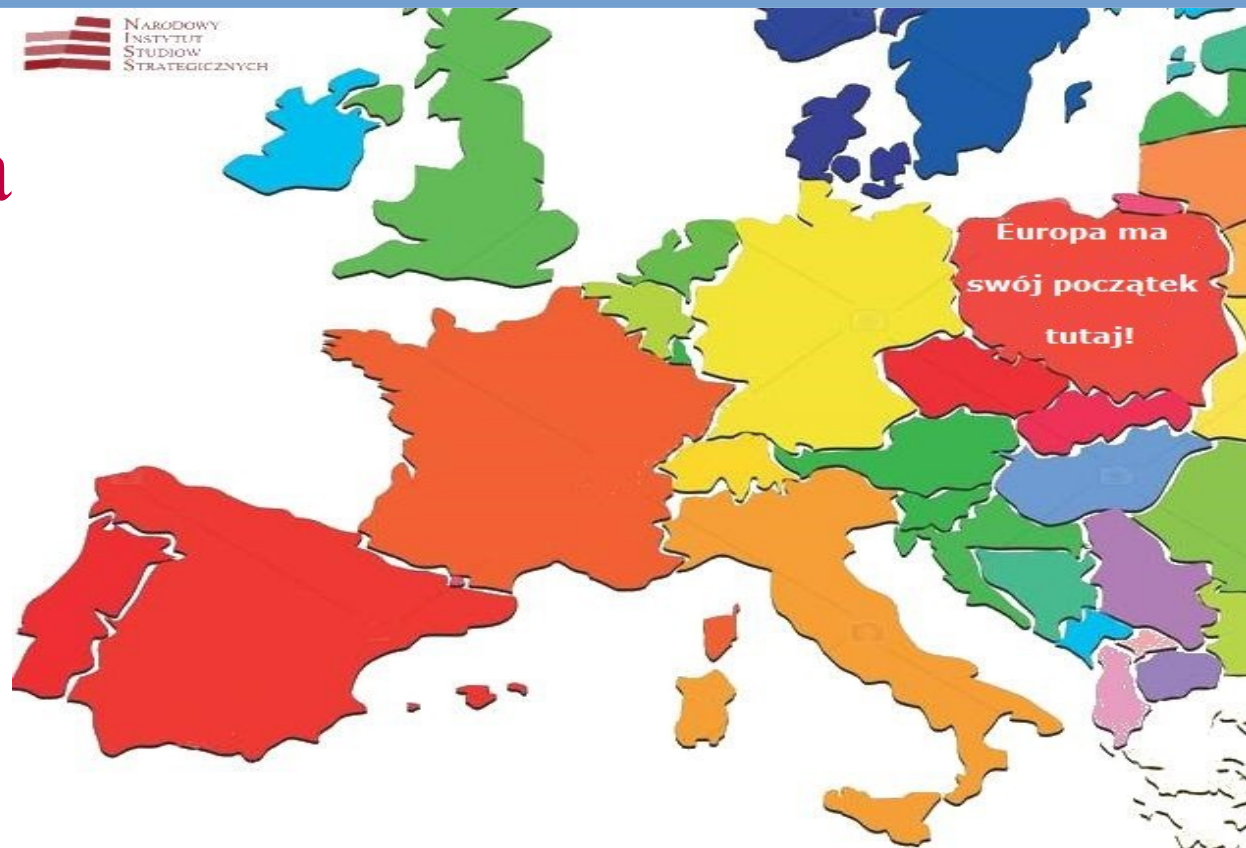 NARODOWY
INSTYTUT
STUDIÓW
STRATEGICZNYCH
a
Europa ma
swój początek
tutaj!